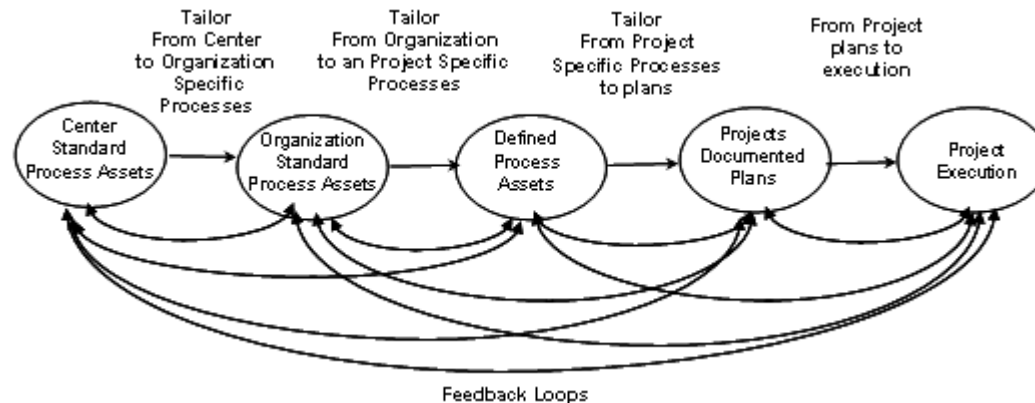 Tailor
From Center
to Organization
Specific
Processes
Tailor
From Organization
to an Project Specific
Processes
Tailor
From Project
Specific Processes
to plans
From Project
plans to
execution
Center
Standard
Process Assets
Organization
Standard
Process Assets
Defined
Process
Assets
Projects
Documented
Plans
Project
Execution
Feedback Loops